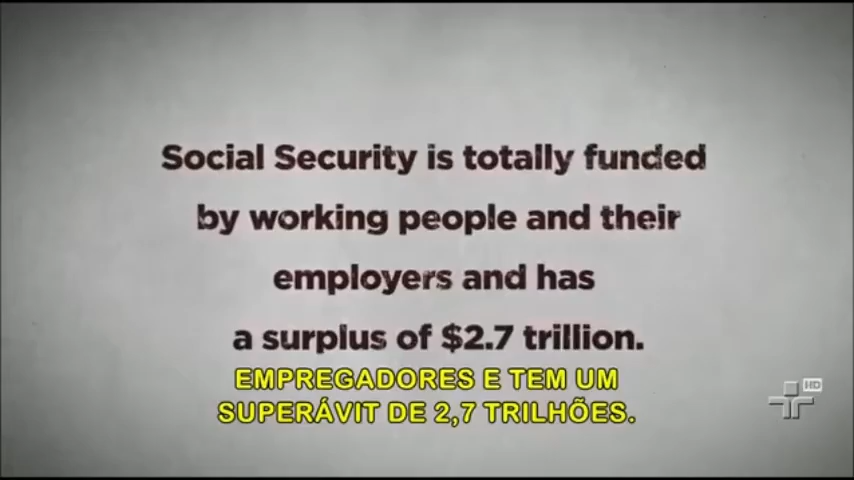 Social Security is totally funded
by working people and their
employers and has
a surplus of $2.7 trillion.
EMPREGADORES E TEM UM
SUPERÁVIT DE 2,7 TRILHÕES.
HD